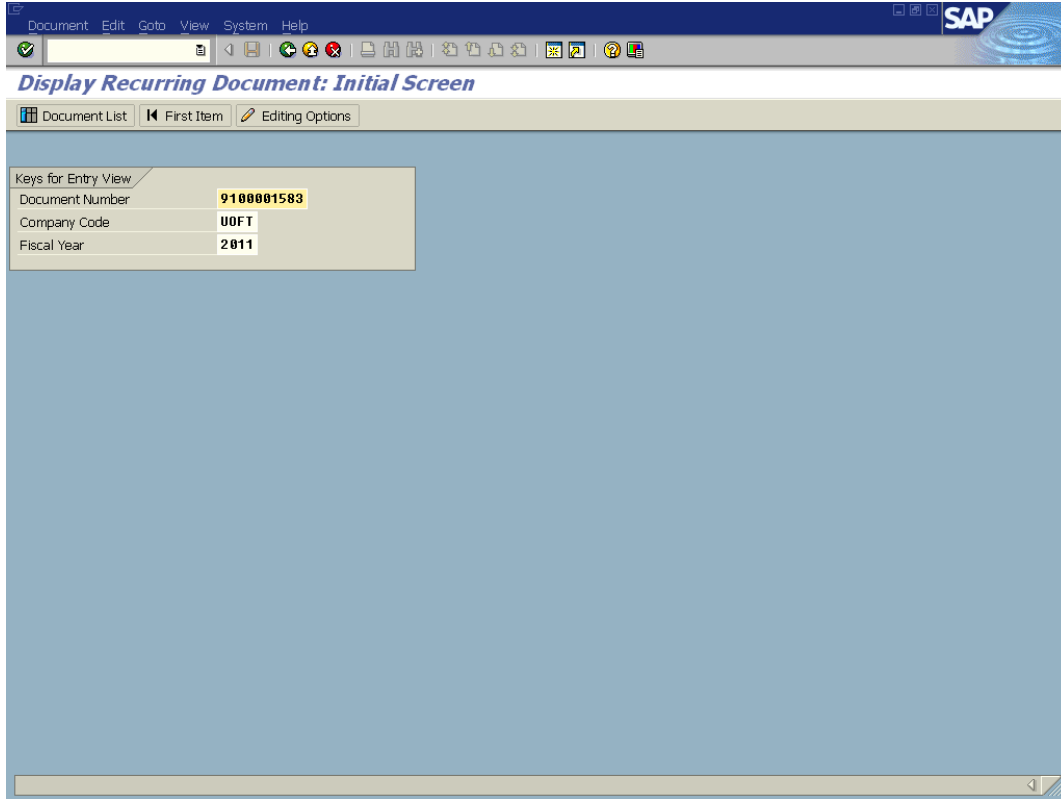 Document Edit Goto View System Help
SAP
Display Recurring Document: Initial Screen
Document List First Item Editing Options
Keys for Entry View
Document Number 9100001583
Company Code UOFT
Fiscal Year 2011